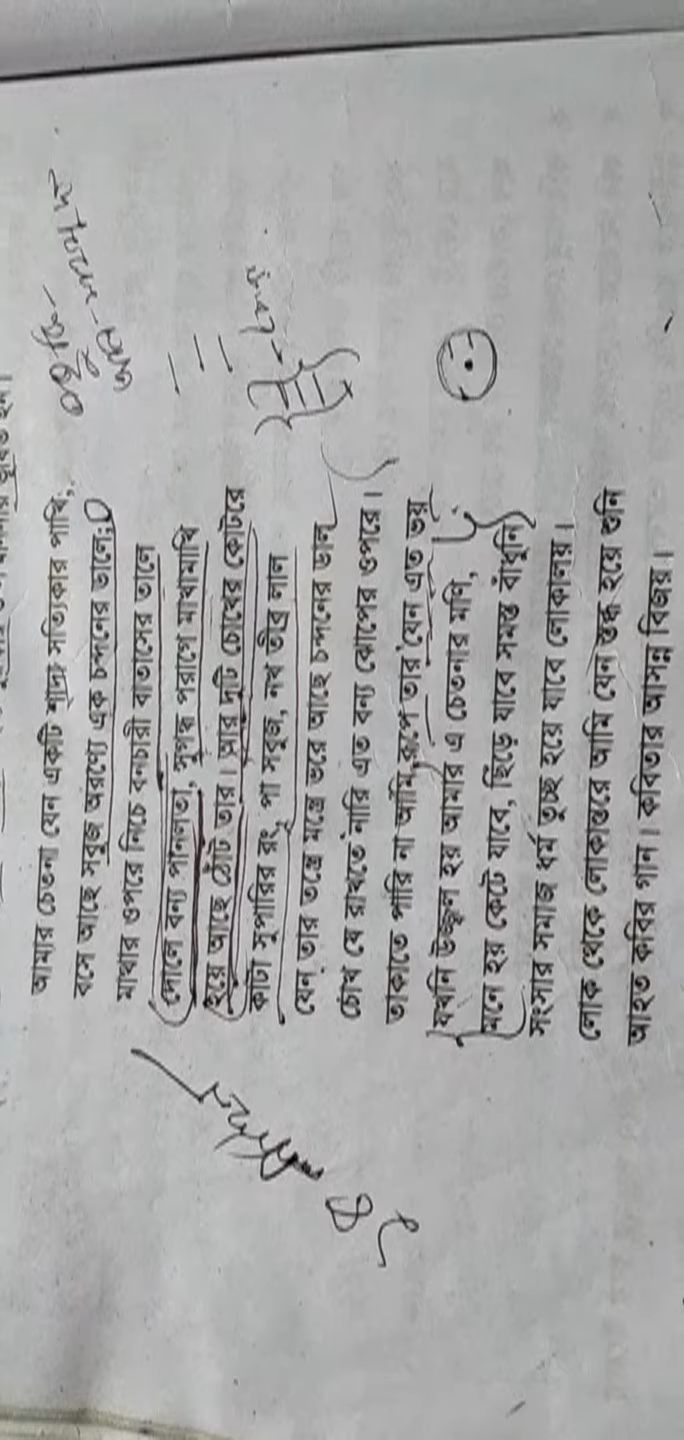 আমার চেতনা যেন একটি শাদা সত্যিকার পাখি,
বসে আছে সবুজ অরণ্যে এক চন্দনের ডালে;
মাথার ওপরে নিচে বনচারী বাতাসের তালে
দোলে বন্য পানলতা, সুগন্ধ পরাগে মাখামাখি
হয়ে আছে ঠোঁট তার। আর দুটি চোখের কোটরে
কাটা সুপারির রং, পা সবুজ, নখ তীব্র লাল
যেন তার তন্ত্রে মন্ত্রে ভরে আছে চন্দনের ডাল
চোখ যে রাখতে নারি এত বন্য ঝোপের ওপরে।
তাকাতে পারি না আমি রূপে তার যেন এত ভয়
যখনি উজ্জ্বল হয় আমার এ চেতনার মণি,
মনে হয় কেটে যাবে, ছিঁড়ে যাবে সমস্ত বাঁধুনি
সংসার সমাজ ধর্ম তুচ্ছ হয়ে যাবে লোকালয়।
লোক থেকে লোকান্তরে আমি যেন স্তব্ধ হয়ে শুনি
আহত কবির গান। কবিতার আসন্ন বিজয়।